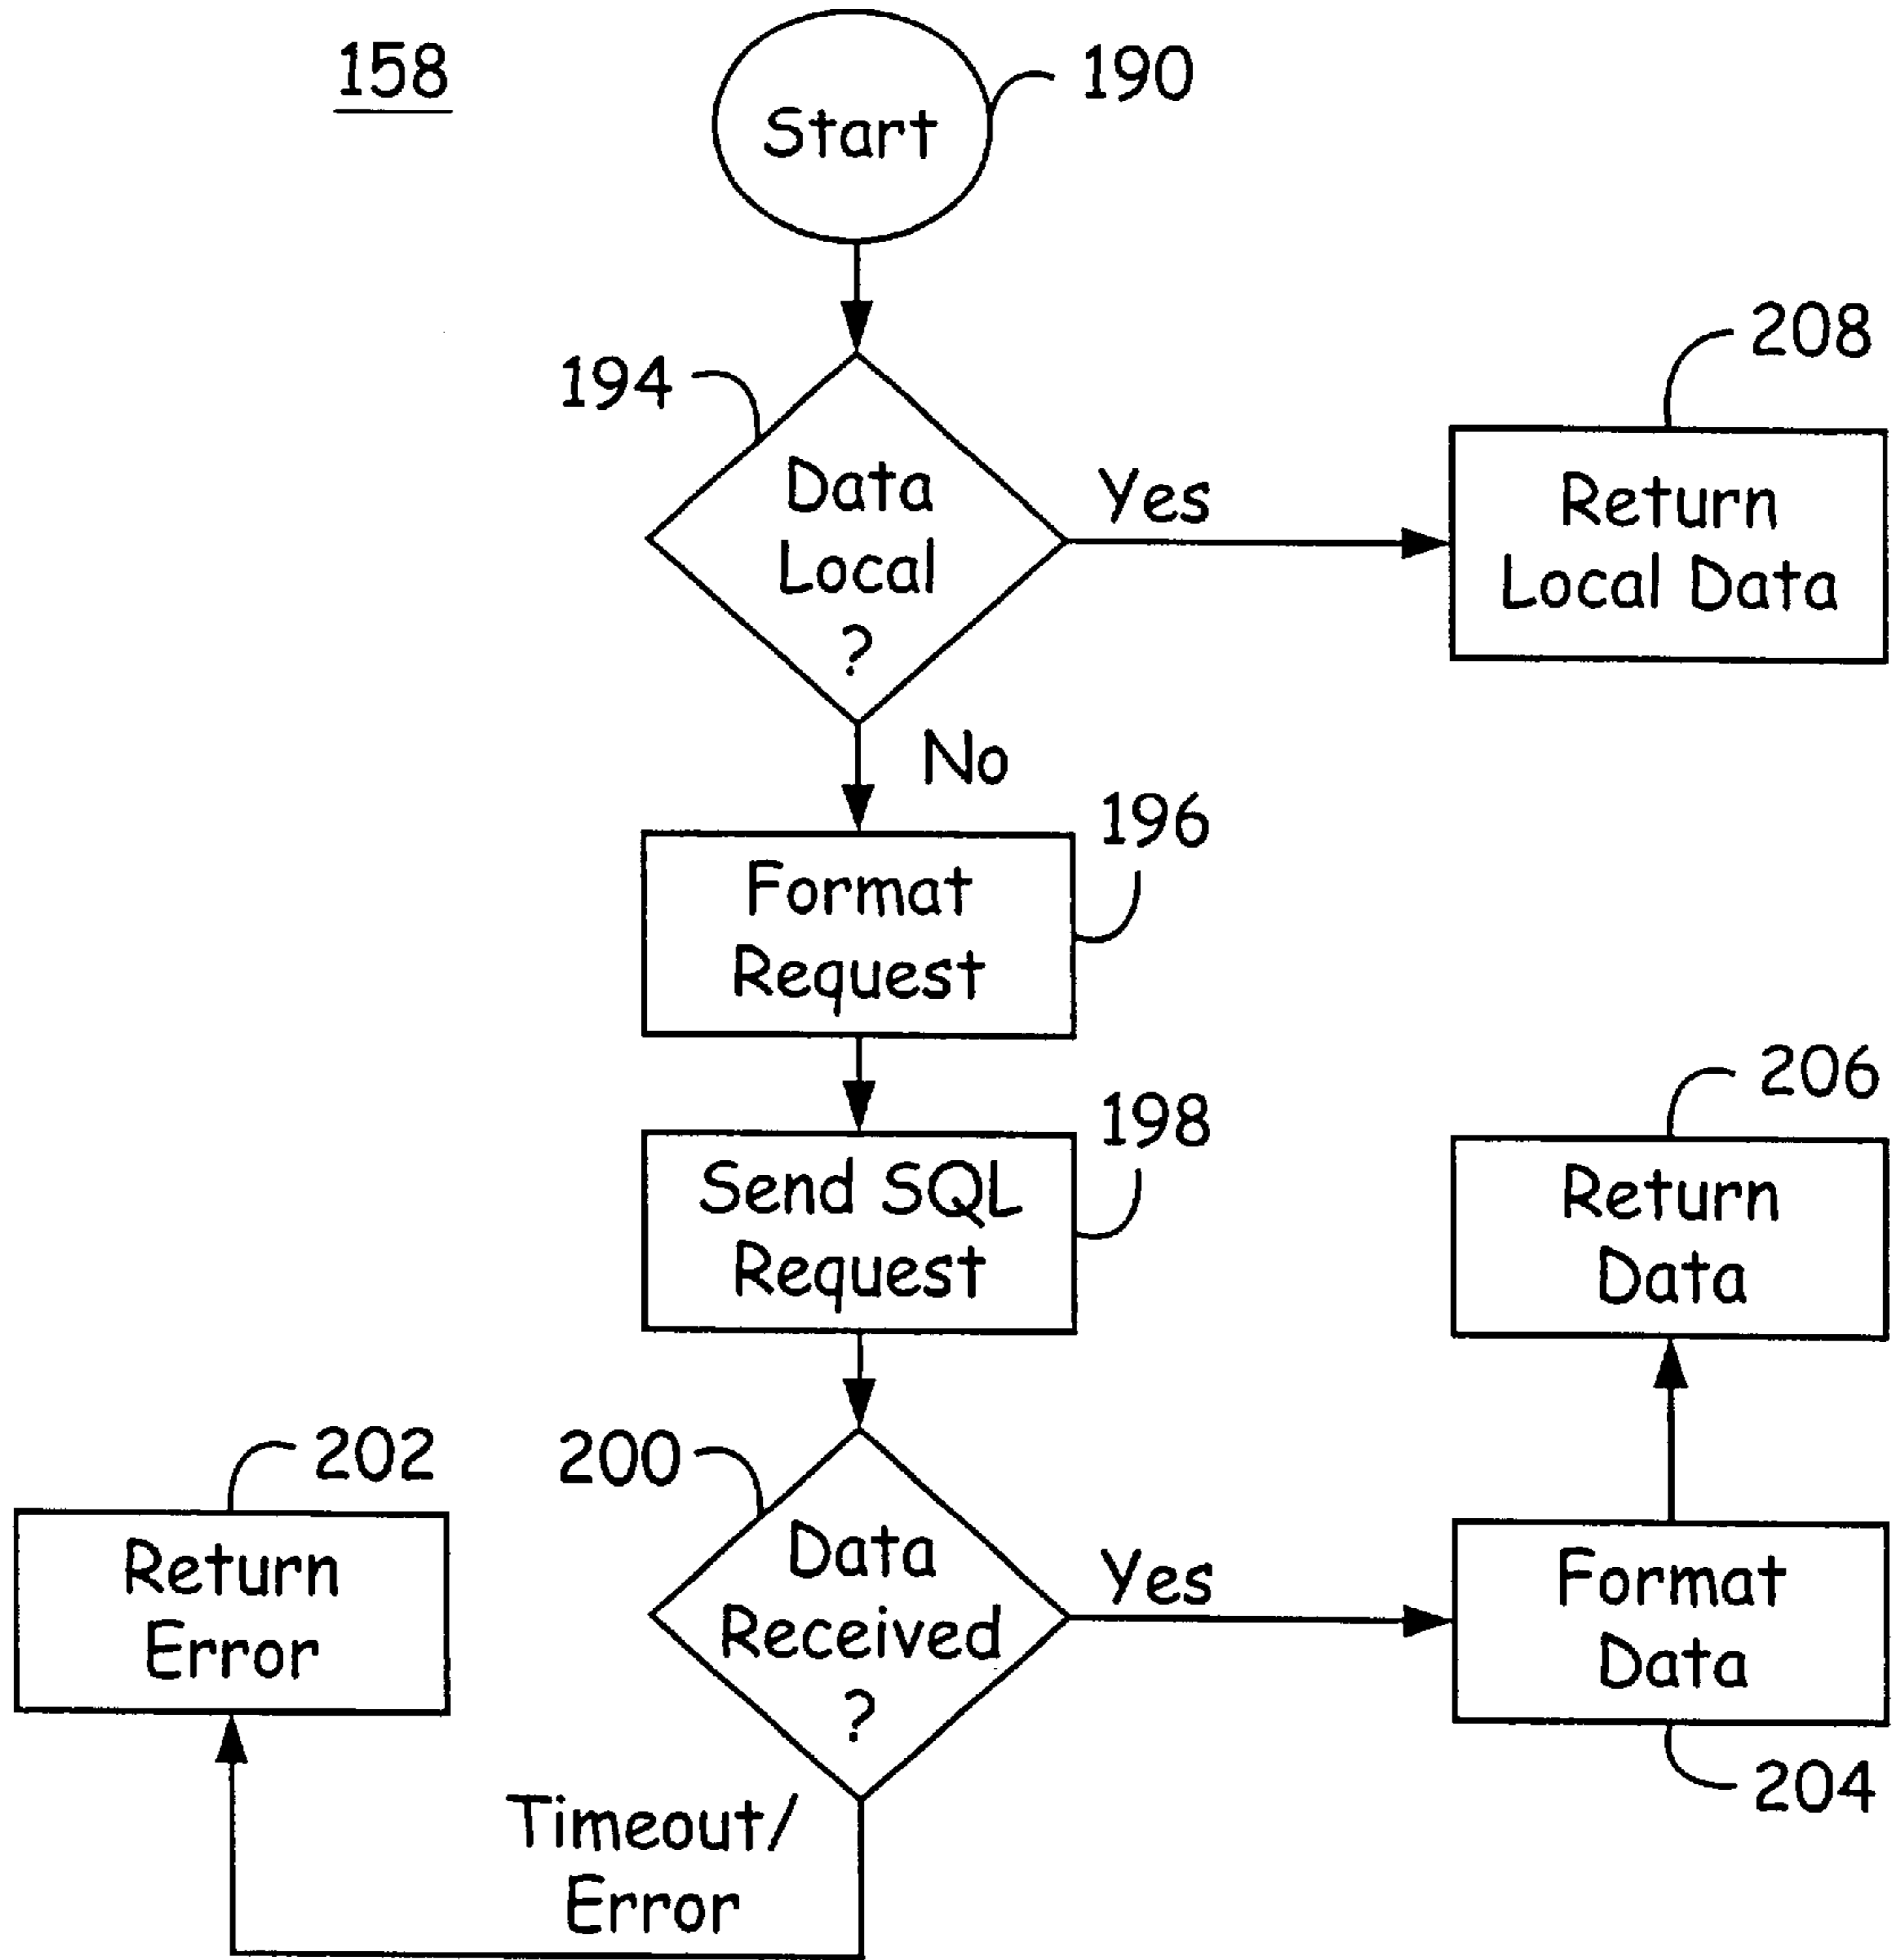 158
190
Start
194
Data
Local
?
Yes
208
Return
Local Data
No
196
Format
Request
198
Send SQL
Request
206
Return
Data
202
Return
Error
200
Data
Received
?
Yes
Format
Data
204
Timeout/
Error